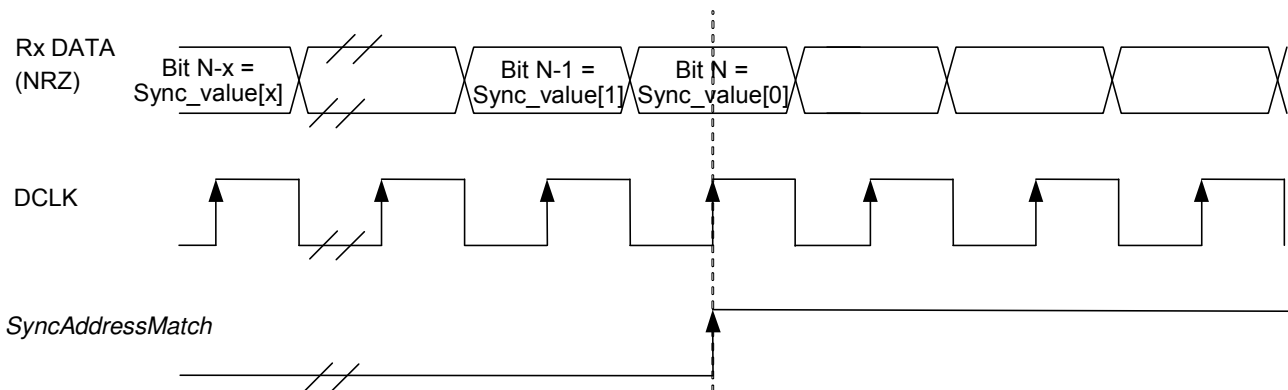 Rx DATA
(NRZ)
Bit N-x =
Sync_value[x]
Bit N-1 =
Sync_value[1]
Bit N =
Sync_value[0]
DCLK
SyncAddressMatch